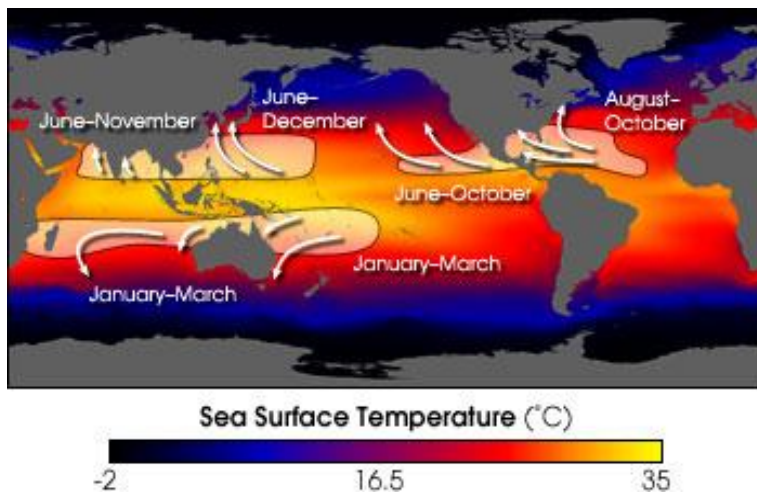 June–
December
August–
October
June–November
June–October
January–March
January–March
Sea Surface Temperature (˚C)
-2
16.5
35